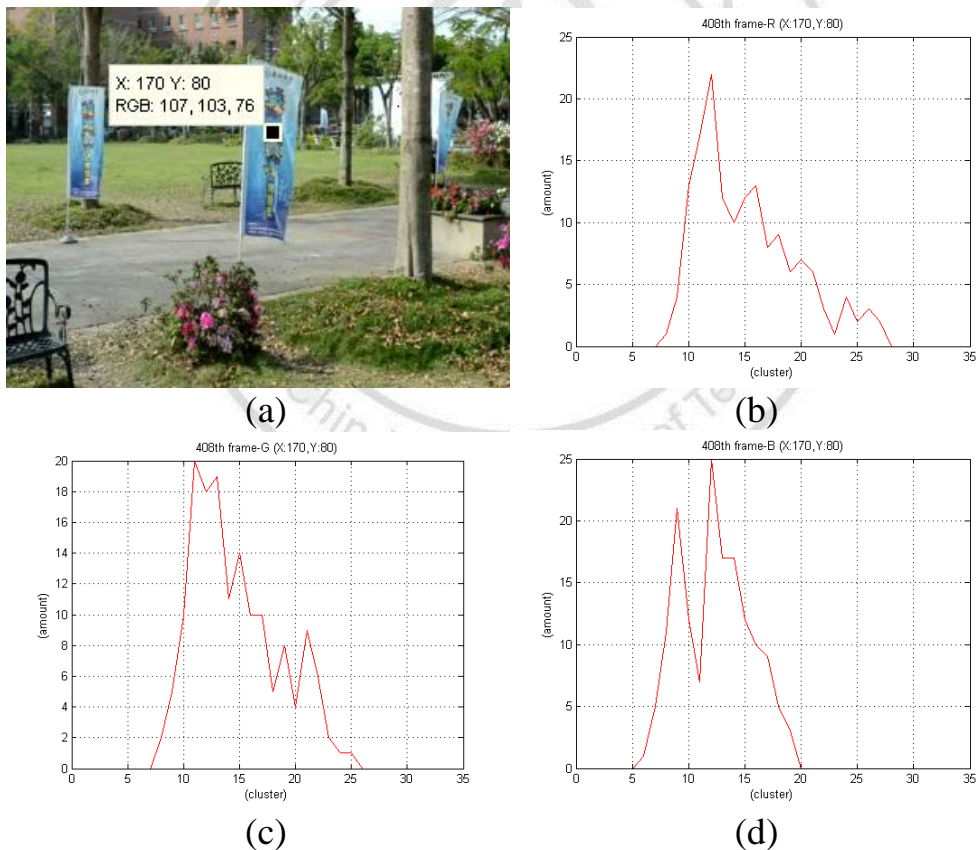 X: 170 Y: 80
RGB: 107, 103, 76
(a)
408th frame-R (X:170,Y:80)
25
20
15
10
5
0
(amount)
0 5 10 15 20 25 30 35
(cluster)
(b)
408th frame-G (X:170,Y:80)
20
18
16
14
12
10
8
6
4
2
0
(amount)
0 5 10 15 20 25 30 35
(cluster)
(c)
408th frame-B (X:170,Y:80)
25
20
15
10
5
0
(amount)
0 5 10 15 20 25 30 35
(cluster)
(d)